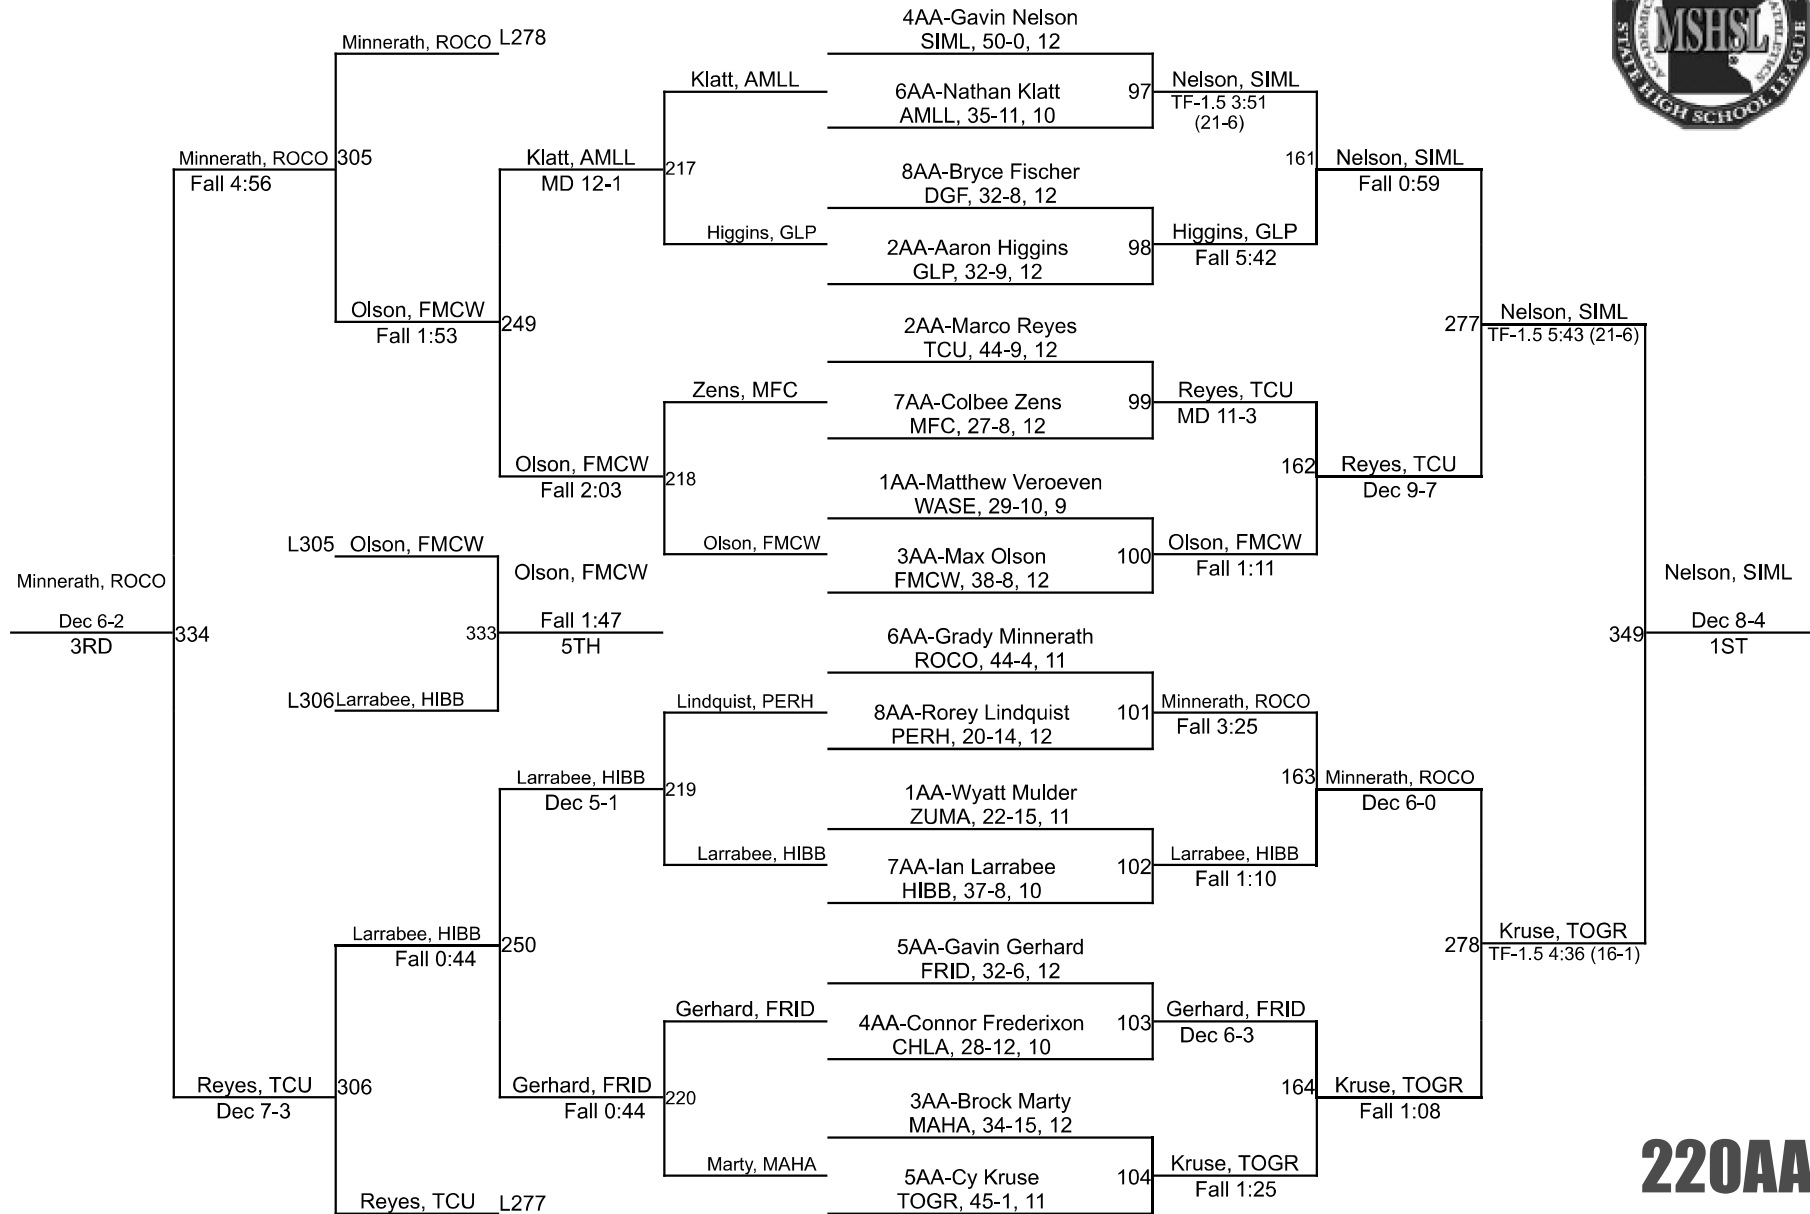 4AA-Gavin Nelson
SIML, 50-0, 12
6AA-Nathan Klatt
AMLL, 35-11, 10
8AA-Bryce Fischer
DGF, 32-8, 12
2AA-Aaron Higgins
GLP, 32-9, 12
2AA-Marco Reyes
TCU, 44-9, 12
7AA-Colbee Zens
MFC, 27-8, 12
1AA-Matthew Veroeven
WASE, 29-10, 9
3AA-Max Olson
FMCW, 38-8, 12
6AA-Grady Minnerath
ROCO, 44-4, 11
8AA-Rorey Lindquist
PERH, 20-14, 12
1AA-Wyatt Mulder
ZUMA, 22-15, 11
7AA-Ian Larrabee
HIBB, 37-8, 10
5AA-Gavin Gerhard
FRID, 32-6, 12
4AA-Connor Frederixon
CHLA, 28-12, 10
3AA-Brock Marty
MAHA, 34-15, 12
5AA-Cy Kruse
TOGR, 45-1, 11
97
Nelson, SIML
TF-1.5 3:51
(21-6)
98
Higgins, GLP
Fall 5:42
99
Reyes, TCU
MD 11-3
100
Olson, FMCW
Fall 1:11
101
Minnerath, ROCO
Fall 3:25
102
Larrabee, HIBB
Fall 1:10
103
Gerhard, FRID
Dec 6-3
104
Kruse, TOGR
Fall 1:25
161
Nelson, SIML
Fall 0:59
162
Reyes, TCU
Dec 9-7
163
Minnerath, ROCO
Dec 6-0
164
Kruse, TOGR
Fall 1:08
277
Nelson, SIML
TF-1.5 5:43 (21-6)
278
Kruse, TOGR
TF-1.5 4:36 (16-1)
349
Nelson, SIML
Dec 8-4
1ST
Klatt, AMLL
Higgins, GLP
217
Zens, MFC
Olson, FMCW
218
Lindquist, PERH
Larrabee, HIBB
219
Gerhard, FRID
Marty, MAHA
220
Klatt, AMLL
MD 12-1
Olson, FMCW
Fall 2:03
249
Larrabee, HIBB
Dec 5-1
Gerhard, FRID
Fall 0:44
250
Minnerath, ROCO L278
Olson, FMCW
Fall 1:53
305
Larrabee, HIBB
Fall 0:44
Reyes, TCU L277
306
Minnerath, ROCO
Fall 4:56
Reyes, TCU
Dec 7-3
334
Minnerath, ROCO
Dec 6-2
3RD
L305 Olson, FMCW
L306 Larrabee, HIBB
333
Olson, FMCW
Fall 1:47
5TH
MSHSL
STATE HIGH SCHOOL LEAGUE
220AA